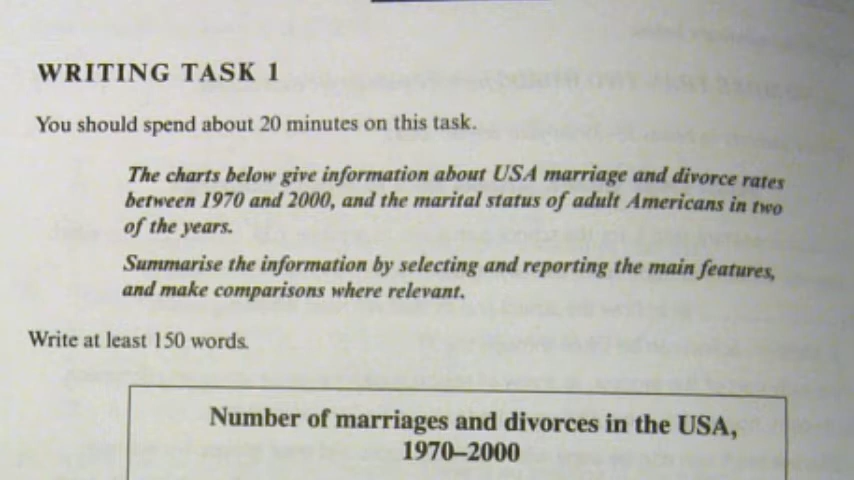 WRITING TASK 1
You should spend about 20 minutes on this task.
The charts below give information about USA marriage and divorce rates
between 1970 and 2000, and the marital status of adult Americans in two
of the years.
Summarise the information by selecting and reporting the main features,
and make comparisons where relevant.
Write at least 150 words.
Number of marriages and divorces in the USA,
1970–2000